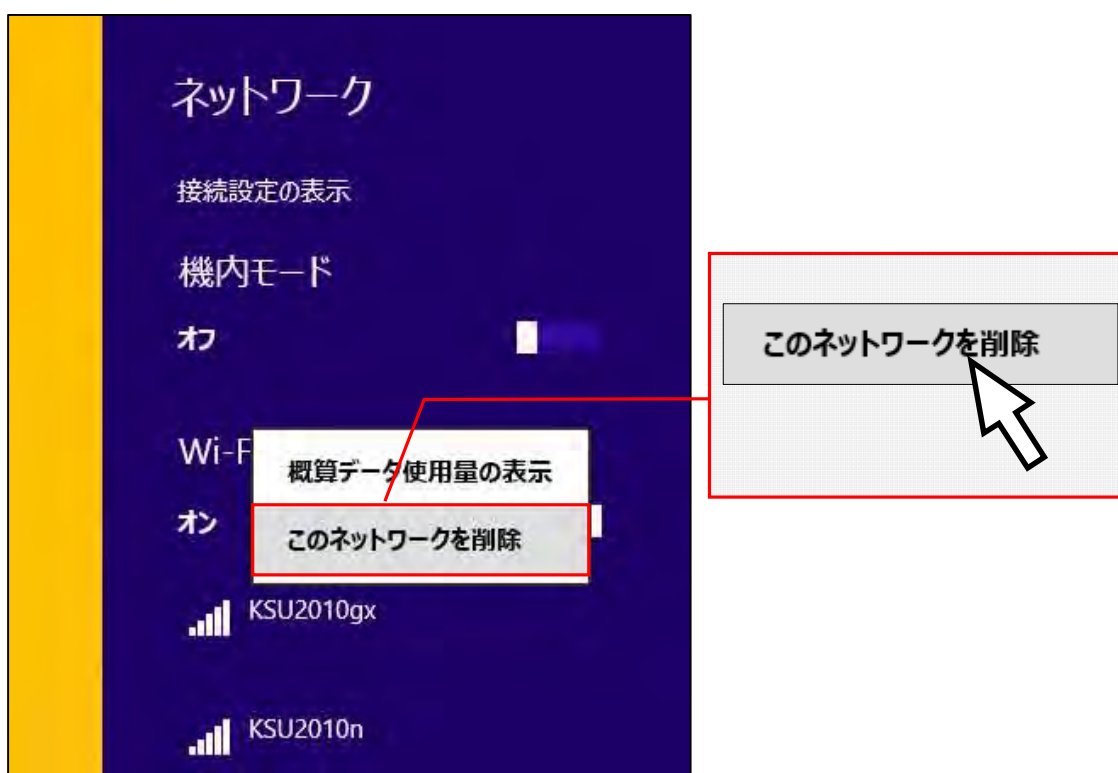 ネットワーク
接続設定の表示
機内モード
オフ
Wi-F
概算データ使用量の表示
オン
このネットワークを削除
KSU2010gx
KSU2010n
このネットワークを削除